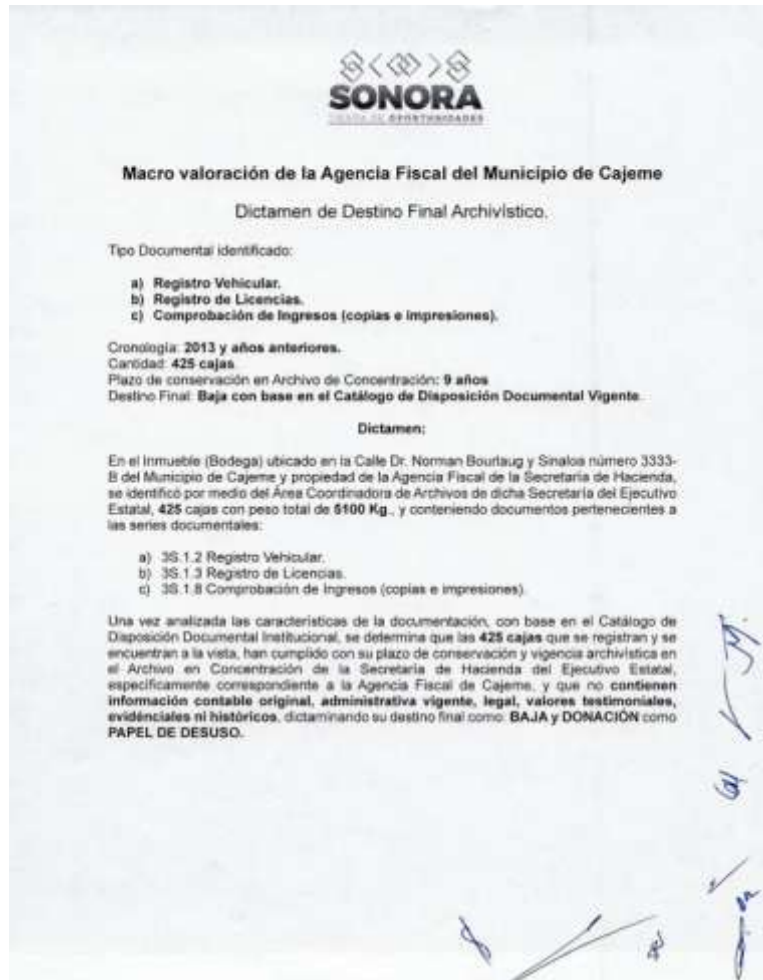 SONORA
TIERRA DE OPORTUNIDADES
Macro valoración de la Agencia Fiscal del Municipio de Cajeme
Dictamen de Destino Final Archivístico.
Tipo Documental identificado:
a) Registro Vehicular.
b) Registro de Licencias.
c) Comprobación de Ingresos (copias e impresiones).
Cronología: 2013 y años anteriores.
Cantidad: 425 cajas
Plazo de conservación en Archivo de Concentración: 9 años
Destino Final: Baja con base en el Catálogo de Disposición Documental Vigente.
Dictamen:
En el Inmueble (Bodega) ubicado en la Calle Dr. Norman Bourlaug y Sinaloa número 3333-
B del Municipio de Cajeme y propiedad de la Agencia Fiscal de la Secretaría de Hacienda,
se identificó por medio del Área Coordinadora de Archivos de dicha Secretaría del Ejecutivo
Estatal, 425 cajas con peso total de 5100 Kg., y conteniendo documentos pertenecientes a
las series documentales:
a) 3S.1.2 Registro Vehicular.
b) 3S.1.3 Registro de Licencias.
c) 3S.1.8 Comprobación de Ingresos (copias e impresiones).
Una vez analizada las características de la documentación, con base en el Catálogo de
Disposición Documental Institucional, se determina que las 425 cajas que se registran y se
encuentran a la vista, han cumplido con su plazo de conservación y vigencia archivística en
el Archivo en Concentración de la Secretaría de Hacienda del Ejecutivo Estatal,
específicamente correspondiente a la Agencia Fiscal de Cajeme, y que no contienen
información contable original, administrativa vigente, legal, valores testimoniales,
evidénciales ni históricos, dictaminando su destino final como: BAJA y DONACIÓN como
PAPEL DE DESUSO.